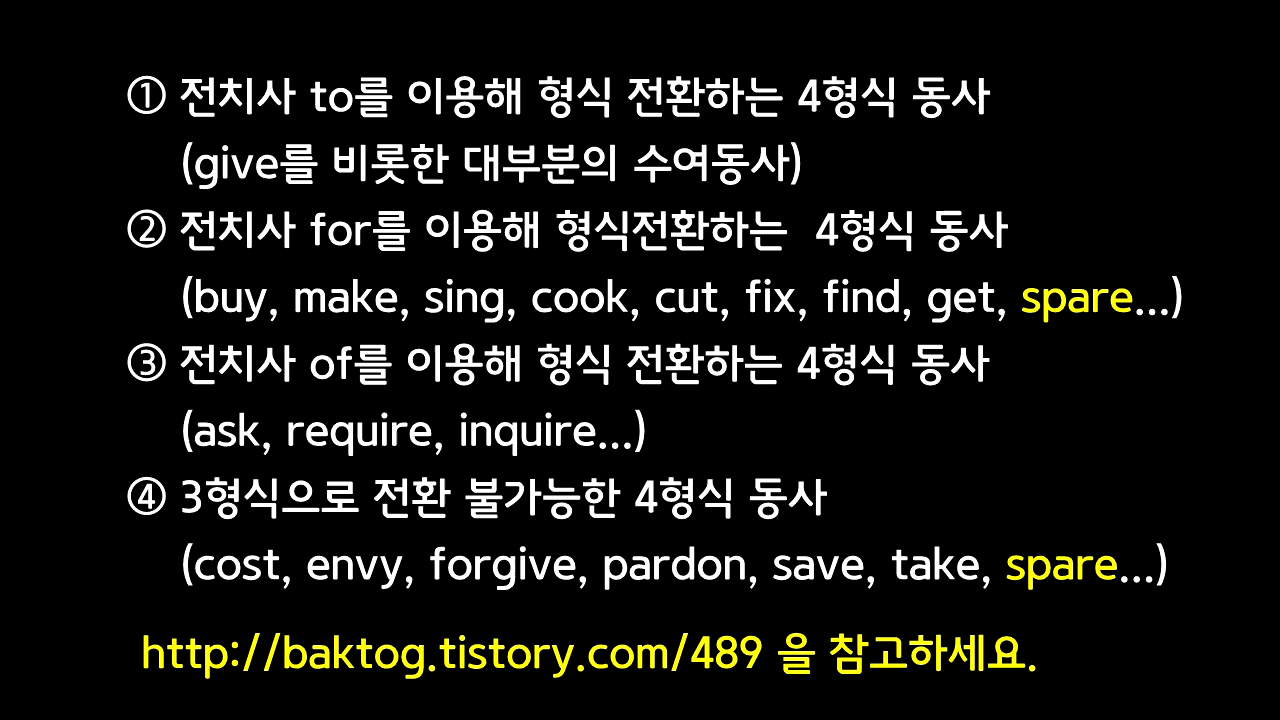 ① 전치사 to를 이용해 형식 전환하는 4형식 동사
(give를 비롯한 대부분의 수여동사)
② 전치사 for를 이용해 형식전환하는  4형식 동사
(buy, make, sing, cook, cut, fix, find, get, spare...)
③ 전치사 of를 이용해 형식 전환하는 4형식 동사
(ask, require, inquire...)
④ 3형식으로 전환 불가능한 4형식 동사
(cost, envy, forgive, pardon, save, take, spare...)
http://baktog.tistory.com/489 을 참고하세요.